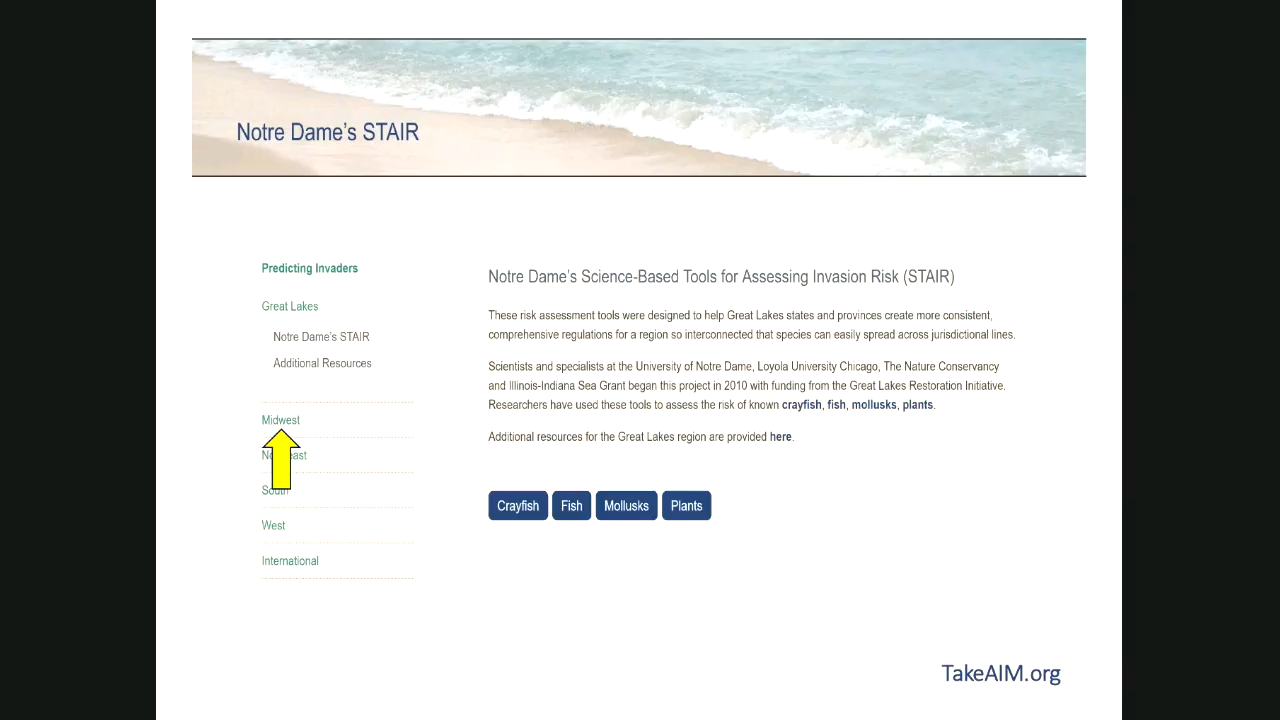 Notre Dame's STAIR
Predicting Invaders
Great Lakes
Notre Dame's STAIR
Additional Resources
Midwest
South
West
International
Notre Dame's Science-Based Tools for Assessing Invasion Risk (STAIR)
These risk assessment tools were designed to help Great Lakes states and provinces create more consistent,
comprehensive regulations for a region so interconnected that species can easily spread across jurisdictional lines.
Scientists and specialists at the University of Notre Dame, Loyola University Chicago, The Nature Conservancy
and Illinois-Indiana Sea Grant began this project in 2010 with funding from the Great Lakes Restoration Initiative.
Researchers have used these tools to assess the risk of known crayfish, fish, mollusks, plants.
Additional resources for the Great Lakes region are provided here.
Crayfish Fish Mollusks Plants
TakeAIM.org